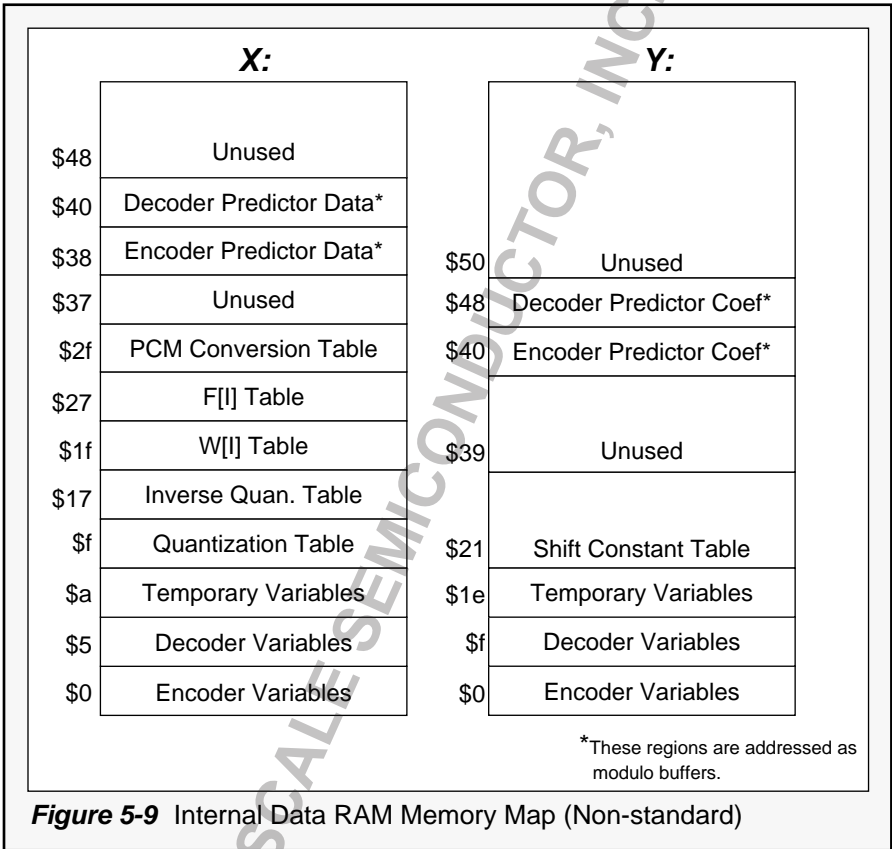 X:
$48 Unused
$40 Decoder Predictor Data*
$38 Encoder Predictor Data*
$37 Unused
$2f PCM Conversion Table
$27 F[I] Table
$1f W[I] Table
$17 Inverse Quan. Table
$f Quantization Table
$a Temporary Variables
$5 Decoder Variables
$0 Encoder Variables
Y:
$50 Unused
$48 Decoder Predictor Coef*
$40 Encoder Predictor Coef*
$39 Unused
$21 Shift Constant Table
$1e Temporary Variables
$f Decoder Variables
$0 Encoder Variables
*These regions are addressed as
modulo buffers.
Figure 5-9 Internal Data RAM Memory Map (Non-standard)
SCALE SEMICONDUCTOR, INC